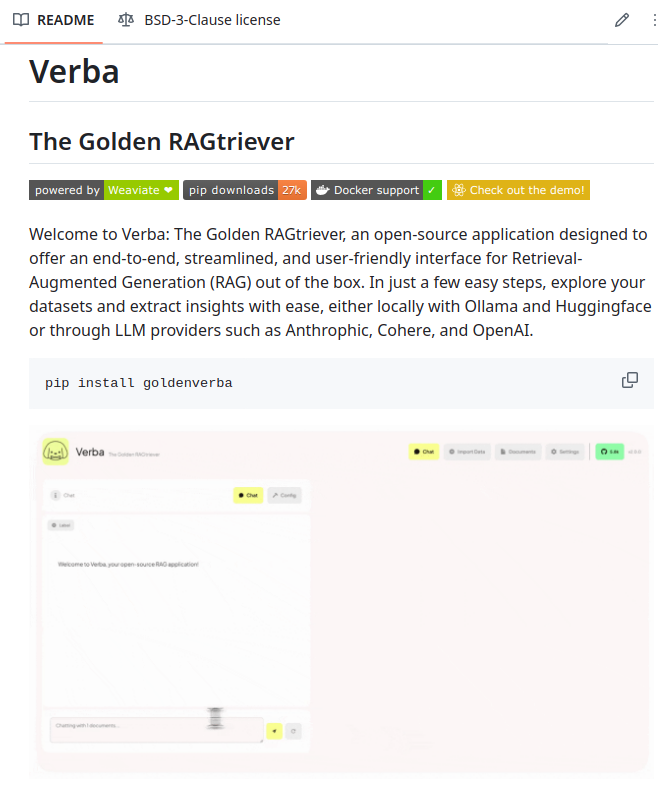 README
BSD-3-Clause license
Verba
The Golden RAGtriever
powered by Weaviate ❤ pip downloads 27k Docker support ✓ Check out the demo!
Welcome to Verba: The Golden RAGtriever, an open-source application designed to
offer an end-to-end, streamlined, and user-friendly interface for Retrieval-
Augmented Generation (RAG) out of the box. In just a few easy steps, explore your
datasets and extract insights with ease, either locally with Ollama and Huggingface
or through LLM providers such as Anthrophic, Cohere, and OpenAI.
pip install goldenverba
Verba The Golden RAGtriever
Chat Import Data Documents Settings
Chat Chat Config
Welcome to Verba, your open-source RAG application!
Chatting with 1 documents...